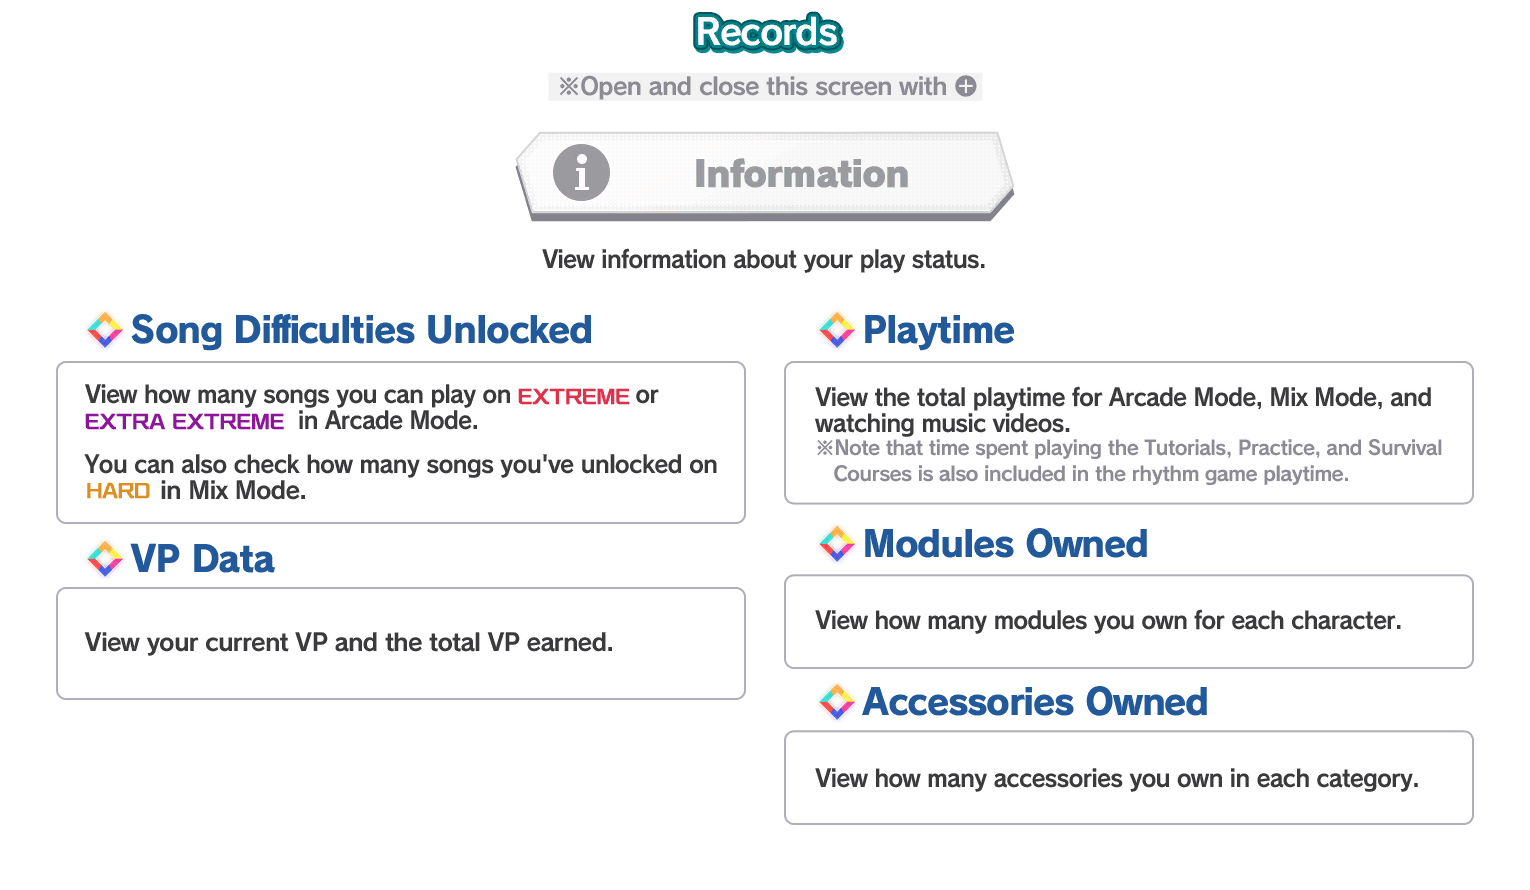 Records
※Open and close this screen with
Information
View information about your play status.
Song Difficulties Unlocked
View how many songs you can play on EXTREME or
EXTRA EXTREME in Arcade Mode.
You can also check how many songs you've unlocked on
HARD in Mix Mode.
VP Data
View your current VP and the total VP earned.
Playtime
View the total playtime for Arcade Mode, Mix Mode, and
watching music videos.
※Note that time spent playing the Tutorials, Practice, and Survival
Courses is also included in the rhythm game playtime.
Modules Owned
View how many modules you own for each character.
Accessories Owned
View how many accessories you own in each category.